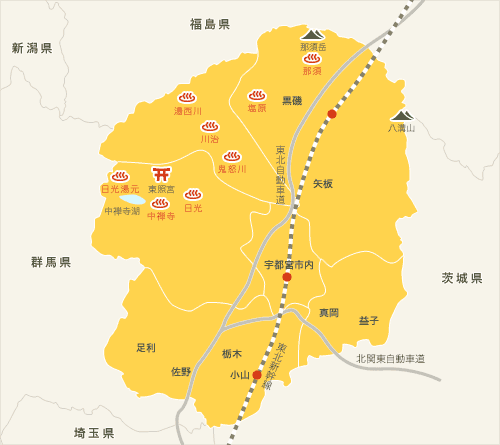 福島県
新潟県
那須岳
那須
塩原
黒磯
湯西川
川治
八溝山
鬼怒川
東北自動車道
矢板
日光湯元
東照宮
日光
中禅寺湖
中禅寺
群馬県
宇都宮市内
茨城県
真岡
益子
足利
栃木
佐野
小山
東北新幹線
北関東自動車道
埼玉県